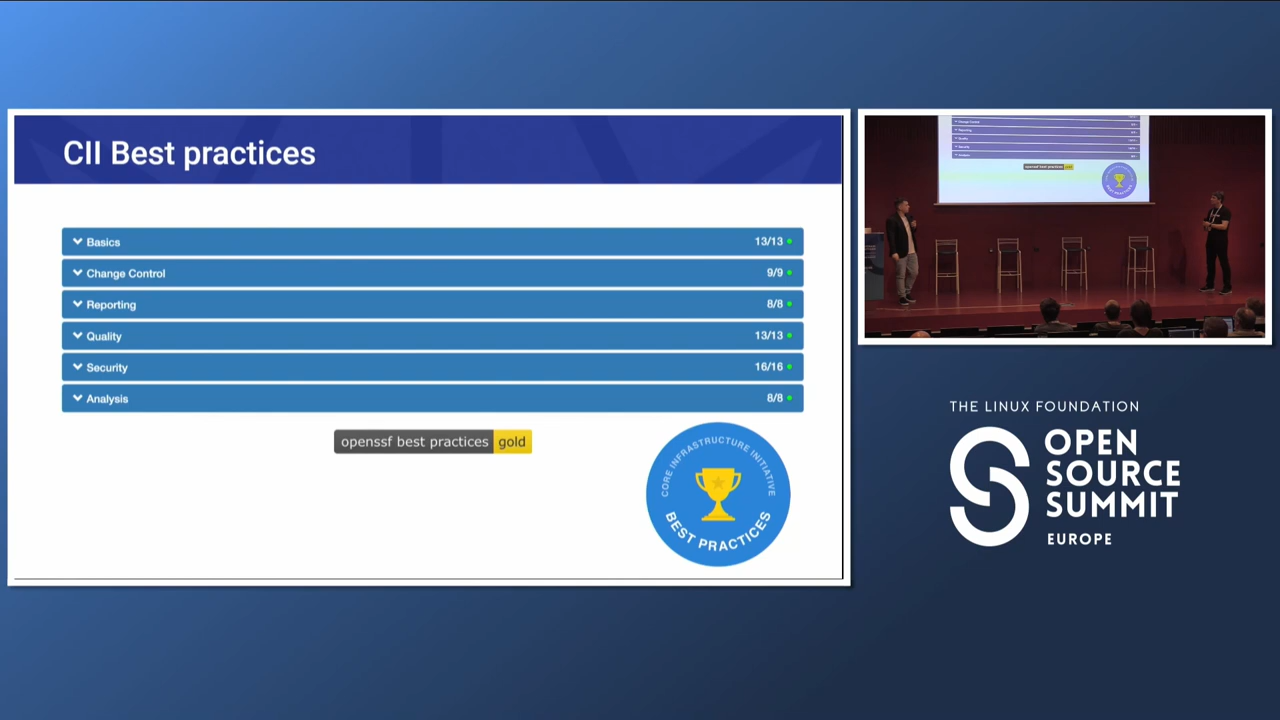 CII Best practices
Basics 13/13
Change Control 9/9
Reporting 8/8
Quality 13/13
Security 16/16
Analysis 8/8
openssf best practices gold
CORE INFRASTRUCTURE INITIATIVE
BEST PRACTICES
THE LINUX FOUNDATION
OPEN
SOURCE
SUMMIT
EUROPE